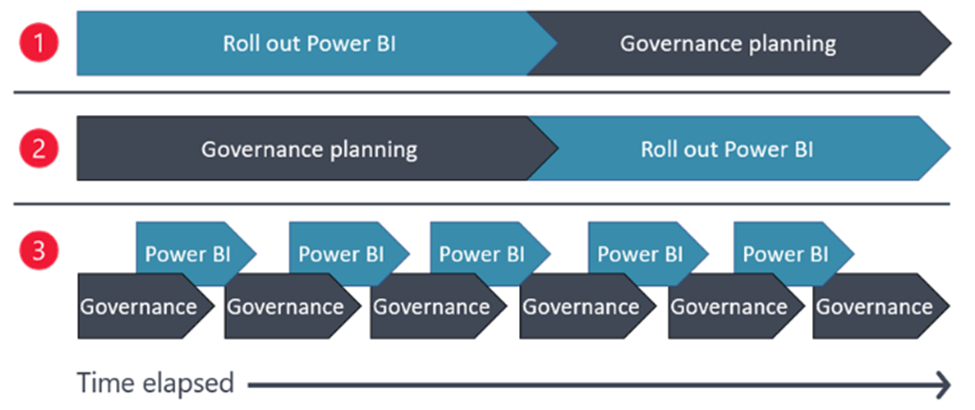 1
Roll out Power BI
Governance planning
2
Governance planning
Roll out Power BI
3
Power BI
Power BI
Power BI
Power BI
Power BI
Governance
Governance
Governance
Governance
Governance
Governance
Time elapsed